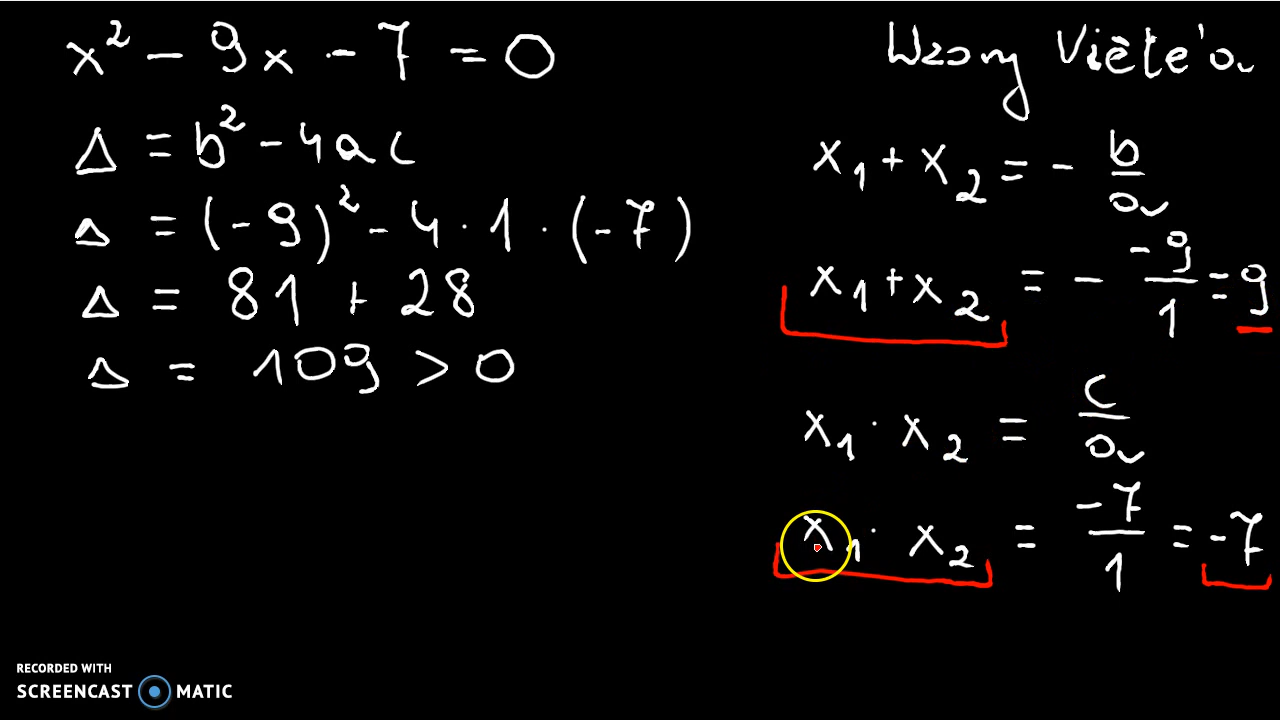 x² - 9x - 7 = 0
Δ = b² - 4ac
Δ = (-9)² - 4 · 1 · (-7)
Δ = 81 + 28
Δ = 109 > 0
Wzory Viète'a
x₁ + x₂ = - b/a
x₁ + x₂ = - -9/1 = 9
x₁ · x₂ = c/a
x₁ · x₂ = -7/1 = -7
RECORDED WITH
SCREENCAST MATIC